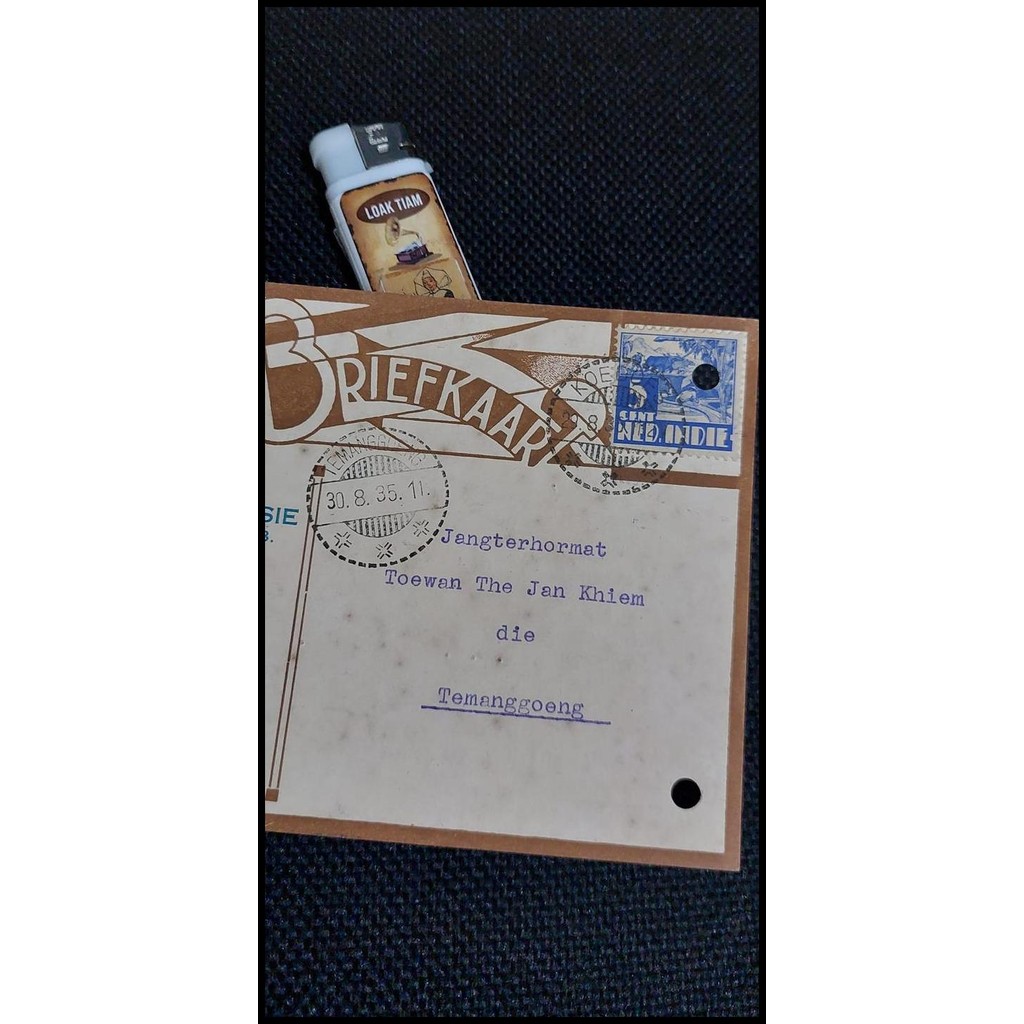 LOAK TIAM
BRIEFKAART
5
CENT
NED. INDIE
TEMANGGOENG
30.8.35.11.
SIE
Jangterhormat
Toewan The Jan Khiem
die
Temanggoeng